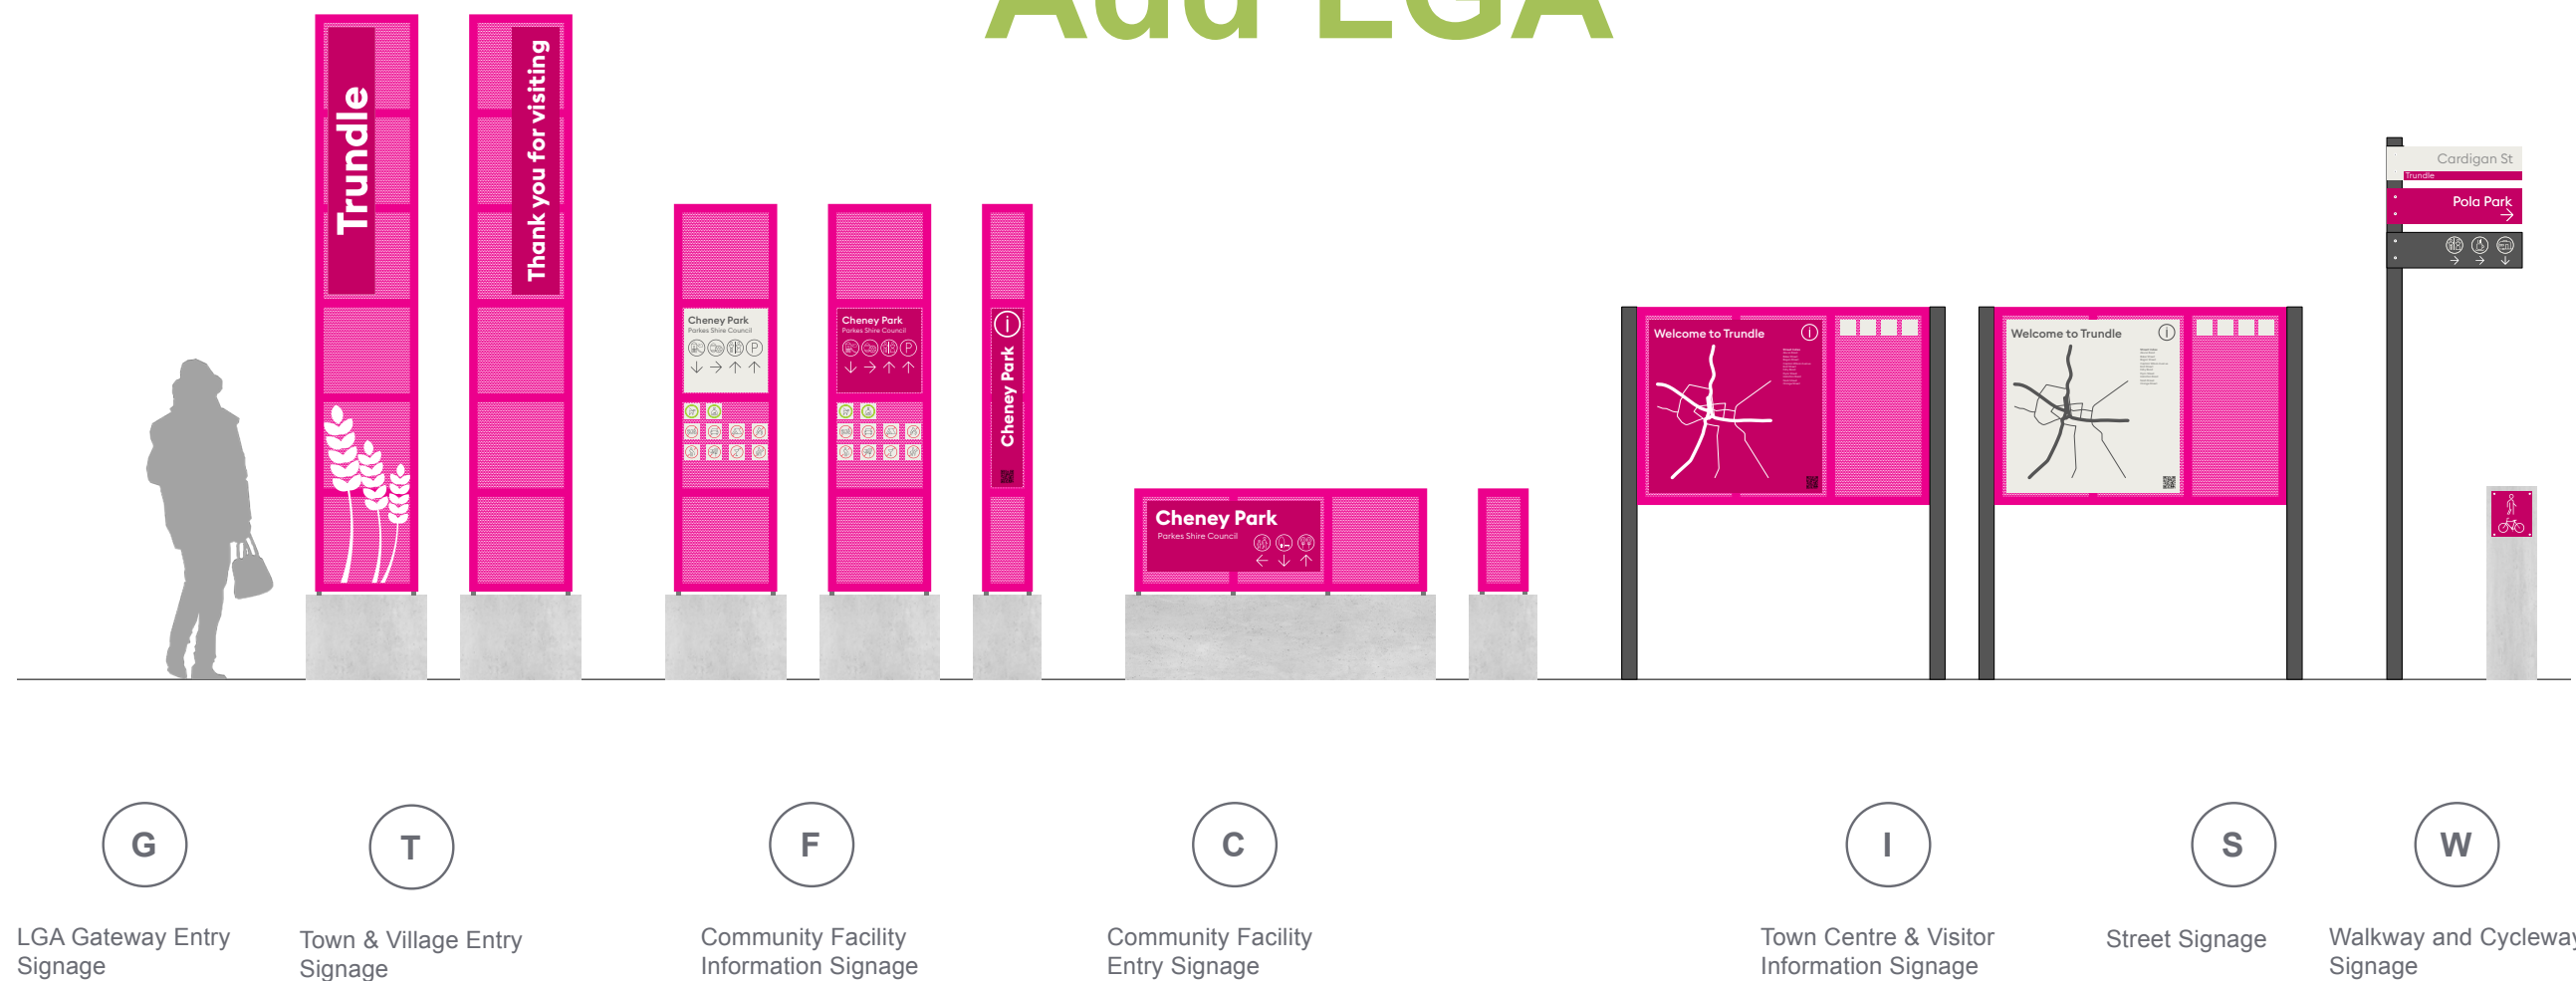 Add LGA
Trundle
Thank you for visiting
Cheney Park
Parkes Shire Council
P
Cheney Park
Parkes Shire Council
P
i
Cheney Park
Cheney Park
Parkes Shire Council
Welcome to Trundle
i
Welcome to Trundle
i
Cardigan St
Trundle
Pola Park
G
T
F
C
I
S
W
LGA Gateway Entry
Signage
Town & Village Entry
Signage
Community Facility
Information Signage
Community Facility
Entry Signage
Town Centre & Visitor
Information Signage
Street Signage
Walkway and Cycleway
Signage